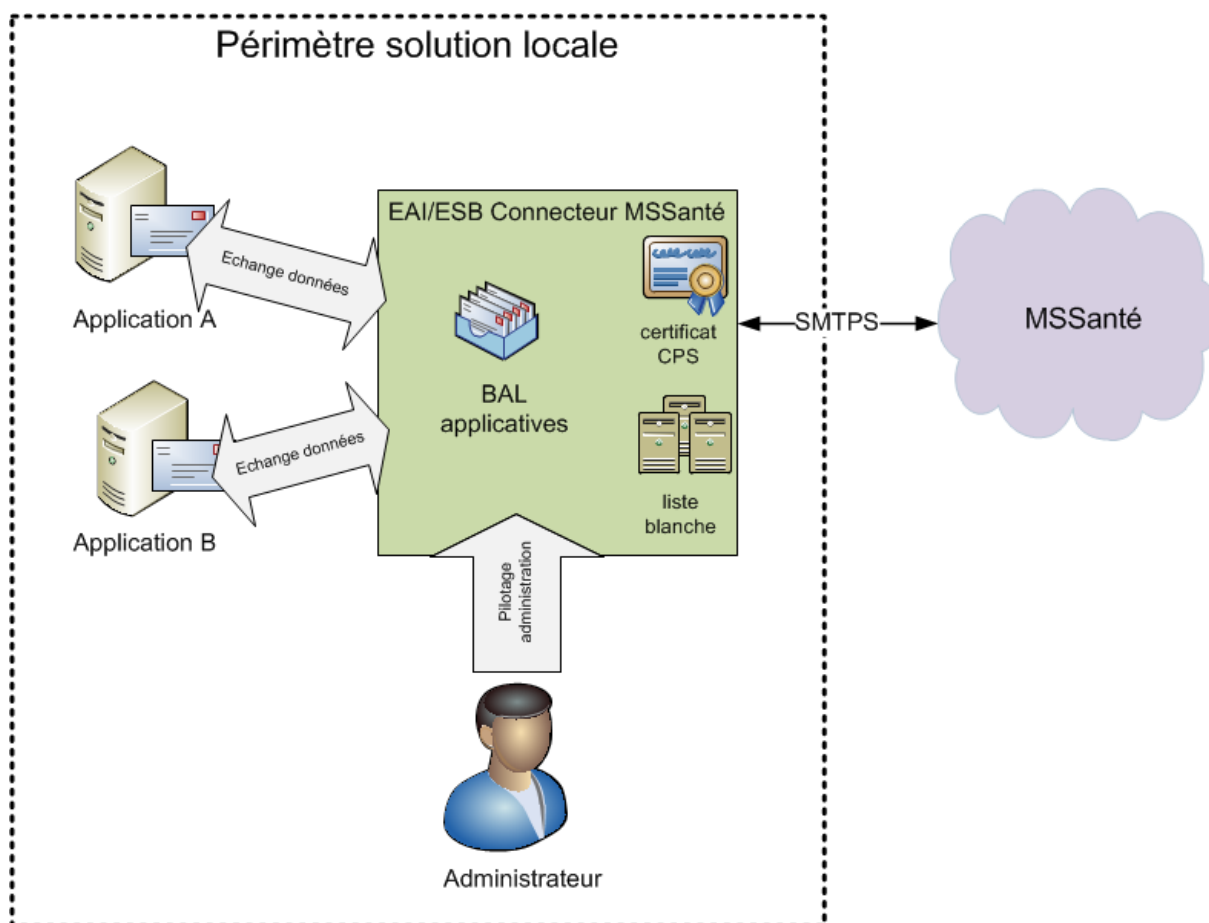 Périmètre solution locale
EAI/ESB Connecteur MSSanté
Echange données
Application A
certificat
CPS
SMTPS
MSSanté
BAL
applicatives
Echange données
Application B
liste
blanche
Pilotage
administration
Administrateur